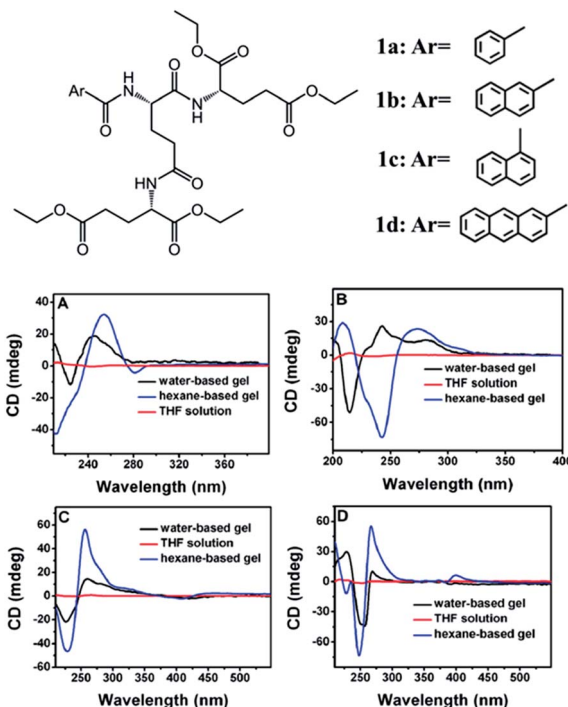 1a: Ar=
1b: Ar=
1c: Ar=
1d: Ar=
O O
O
Ar H N O
O
N H
O
O
O
NH
O
O
O
O O
A
CD (mdeg)
40
20
0
-20
-40
water-based gel
hexane-based gel
THF solution
240 280 320 360
Wavelength (nm)
B
CD (mdeg)
60
30
0
-30
-60
water-based gel
THF solution
hexane-based gel
200 250 300 350 400
Wavelength (nm)
C
CD (mdeg)
60
40
20
0
-20
-40
-60
water-based gel
THF solution
hexane-based gel
250 300 350 400 450 500
Wavelength (nm)
D
CD (mdeg)
60
30
0
-30
-60
-90
water-based gel
THF solution
hexane-based gel
250 300 350 400 450 500
Wavelength (nm)